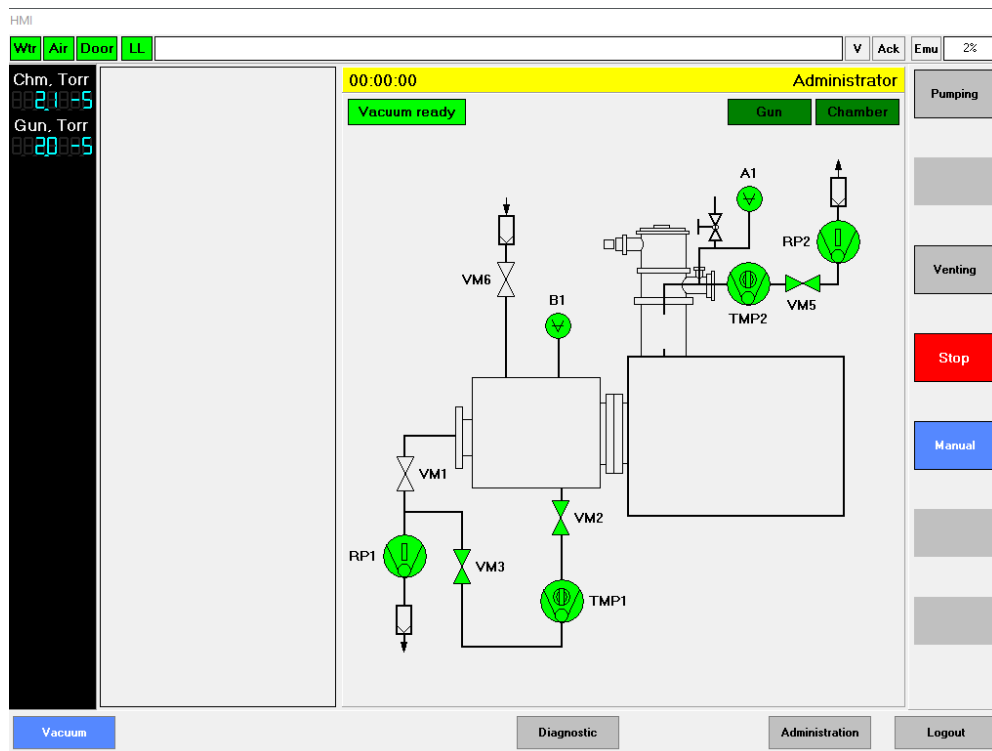 HMI
Wtr Air Door LL V Ack Emu 2%
Chm, Torr
2.1 -5
Gun, Torr
2.0 -5
00:00:00 Administrator
Vacuum ready Gun Chamber
Pumping
Venting
Stop
Manual
A1
RP2
VM6
B1
TMP2
VM5
VM1
VM2
RP1
VM3
TMP1
Vacuum Diagnostic Administration Logout